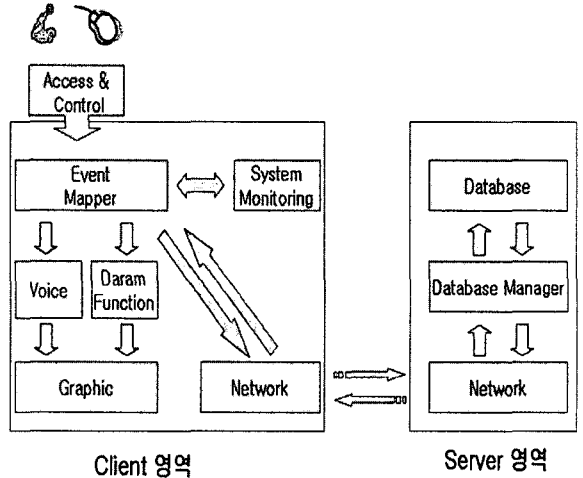 Access &
Control
Event
Mapper
System
Monitoring
Voice
Daram
Function
Graphic
Network
Client 영역
Database
Database Manager
Network
Server 영역